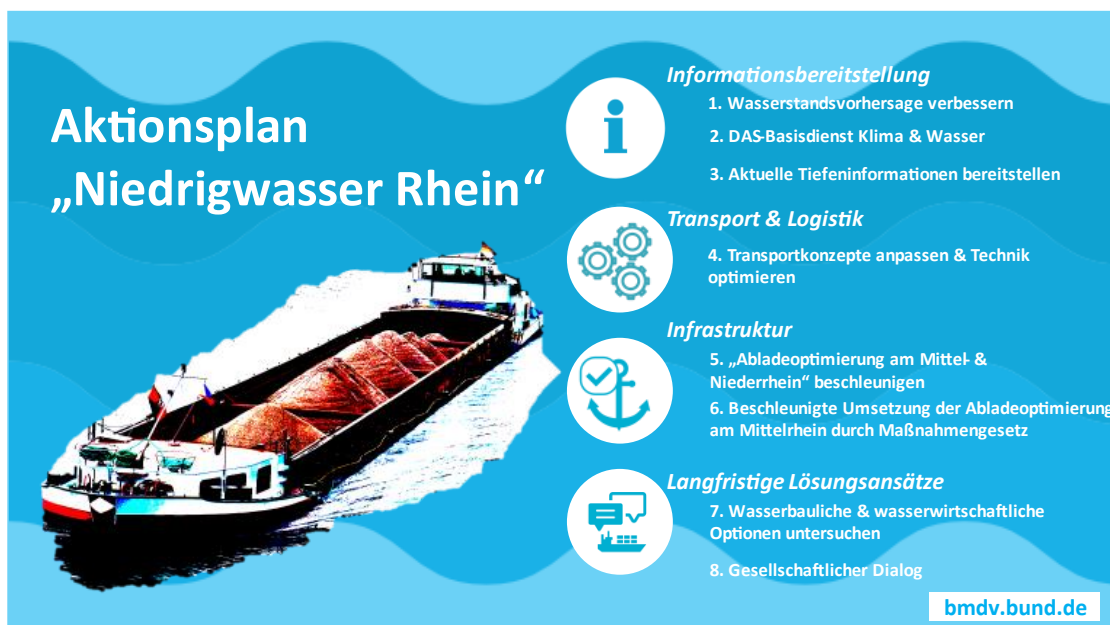 Aktionsplan
„Niedrigwasser Rhein“
Informationsbereitstellung
1. Wasserstandsvorhersage verbessern
2. DAS-Basisdienst Klima & Wasser
3. Aktuelle Tiefeninformationen bereitstellen
Transport & Logistik
4. Transportkonzepte anpassen & Technik
optimieren
Infrastruktur
5. „Abladeoptimierung am Mittel- &
Niederrhein“ beschleunigen
6. Beschleunigte Umsetzung der Abladeoptimierung
am Mittelrhein durch Maßnahmengesetz
Langfristige Lösungsansätze
7. Wasserbauliche & wasserwirtschaftliche
Optionen untersuchen
8. Gesellschaftlicher Dialog
bmdv.bund.de